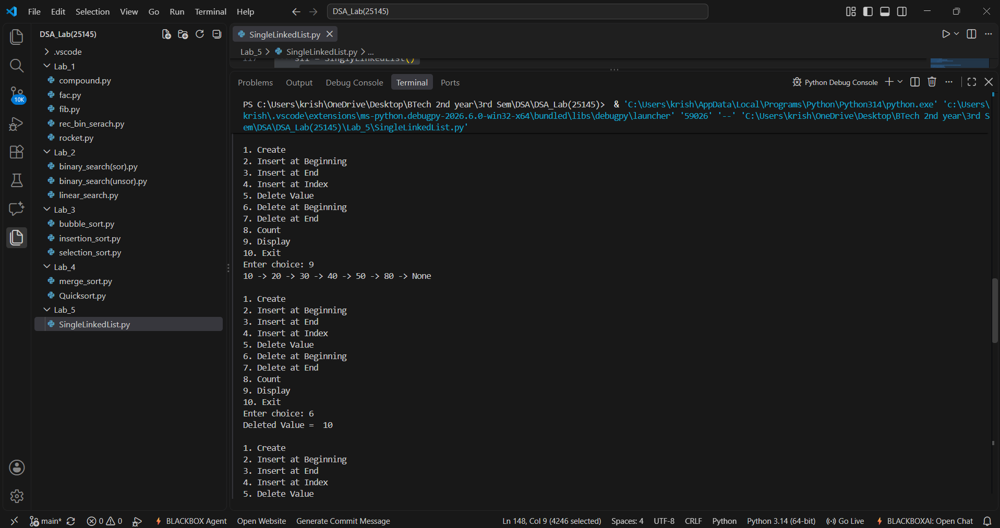 File Edit Selection View Go Run Terminal Help
DSA_Lab(25145)
DSA_Lab(25145)
.vscode
Lab_1
compound.py
fac.py
fib.py
rec_bin_serach.py
rocket.py
Lab_2
binary_search(sor).py
binary_search(unsor).py
linear_search.py
Lab_3
bubble_sort.py
insertion_sort.py
selection_sort.py
Lab_4
merge_sort.py
Quicksort.py
Lab_5
SingleLinkedList.py
10K
SingleLinkedList.py
Lab_5 > SingleLinkedList.py > ...
117 sll = SinglyLinkedList()
Problems Output Debug Console Terminal Ports
Python Debug Console
PS C:\Users\krish\OneDrive\Desktop\BTech 2nd year\3rd Sem\DSA\DSA_Lab(25145)> & 'C:\Users\krish\AppData\Local\Programs\Python\Python314\python.exe' 'c:\Users\
krish\.vscode\extensions\ms-python.debugpy-2026.6.0-win32-x64\bundled\libs\debugpy\launcher' '59026' '--' 'C:\Users\krish\OneDrive\Desktop\BTech 2nd year\3rd S
em\DSA\DSA_Lab(25145)\Lab_5\SingleLinkedList.py'
1. Create
2. Insert at Beginning
3. Insert at End
4. Insert at Index
5. Delete Value
6. Delete at Beginning
7. Delete at End
8. Count
9. Display
10. Exit
Enter choice: 9
10 -> 20 -> 30 -> 40 -> 50 -> 80 -> None
1. Create
2. Insert at Beginning
3. Insert at End
4. Insert at Index
5. Delete Value
6. Delete at Beginning
7. Delete at End
8. Count
9. Display
10. Exit
Enter choice: 6
Deleted Value =  10
1. Create
2. Insert at Beginning
3. Insert at End
4. Insert at Index
5. Delete Value
main* 0 0 BLACKBOX Agent Open Website Generate Commit Message Ln 148, Col 9 (4246 selected) Spaces: 4 UTF-8 CRLF Python Python 3.14 (64-bit) Go Live BLACKBOXAI: Open Chat